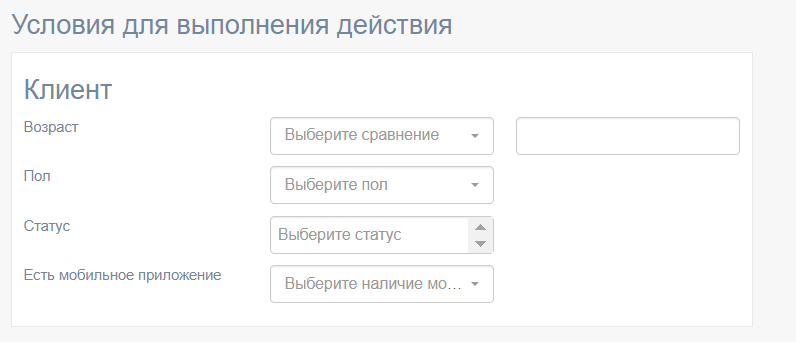 Условия для выполнения действия
Клиент
Возраст
Выберите сравнение
Пол
Выберите пол
Статус
Выберите статус
Есть мобильное приложение
Выберите наличие мо...